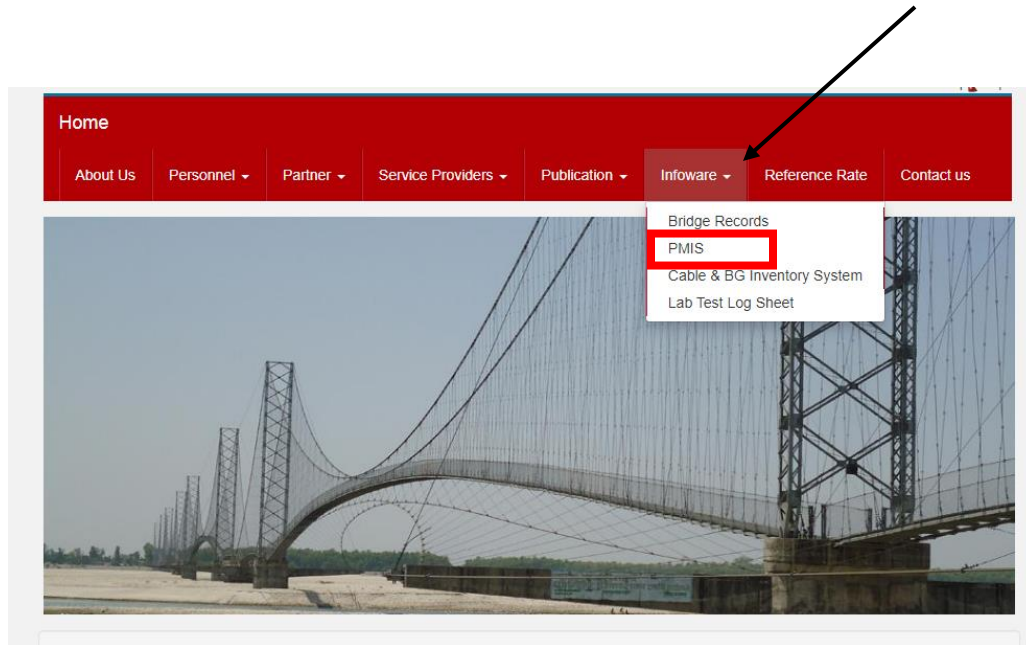 Home
About Us Personnel Partner Service Providers Publication Infoware Reference Rate Contact us
Bridge Records
PMIS
Cable & BG Inventory System
Lab Test Log Sheet